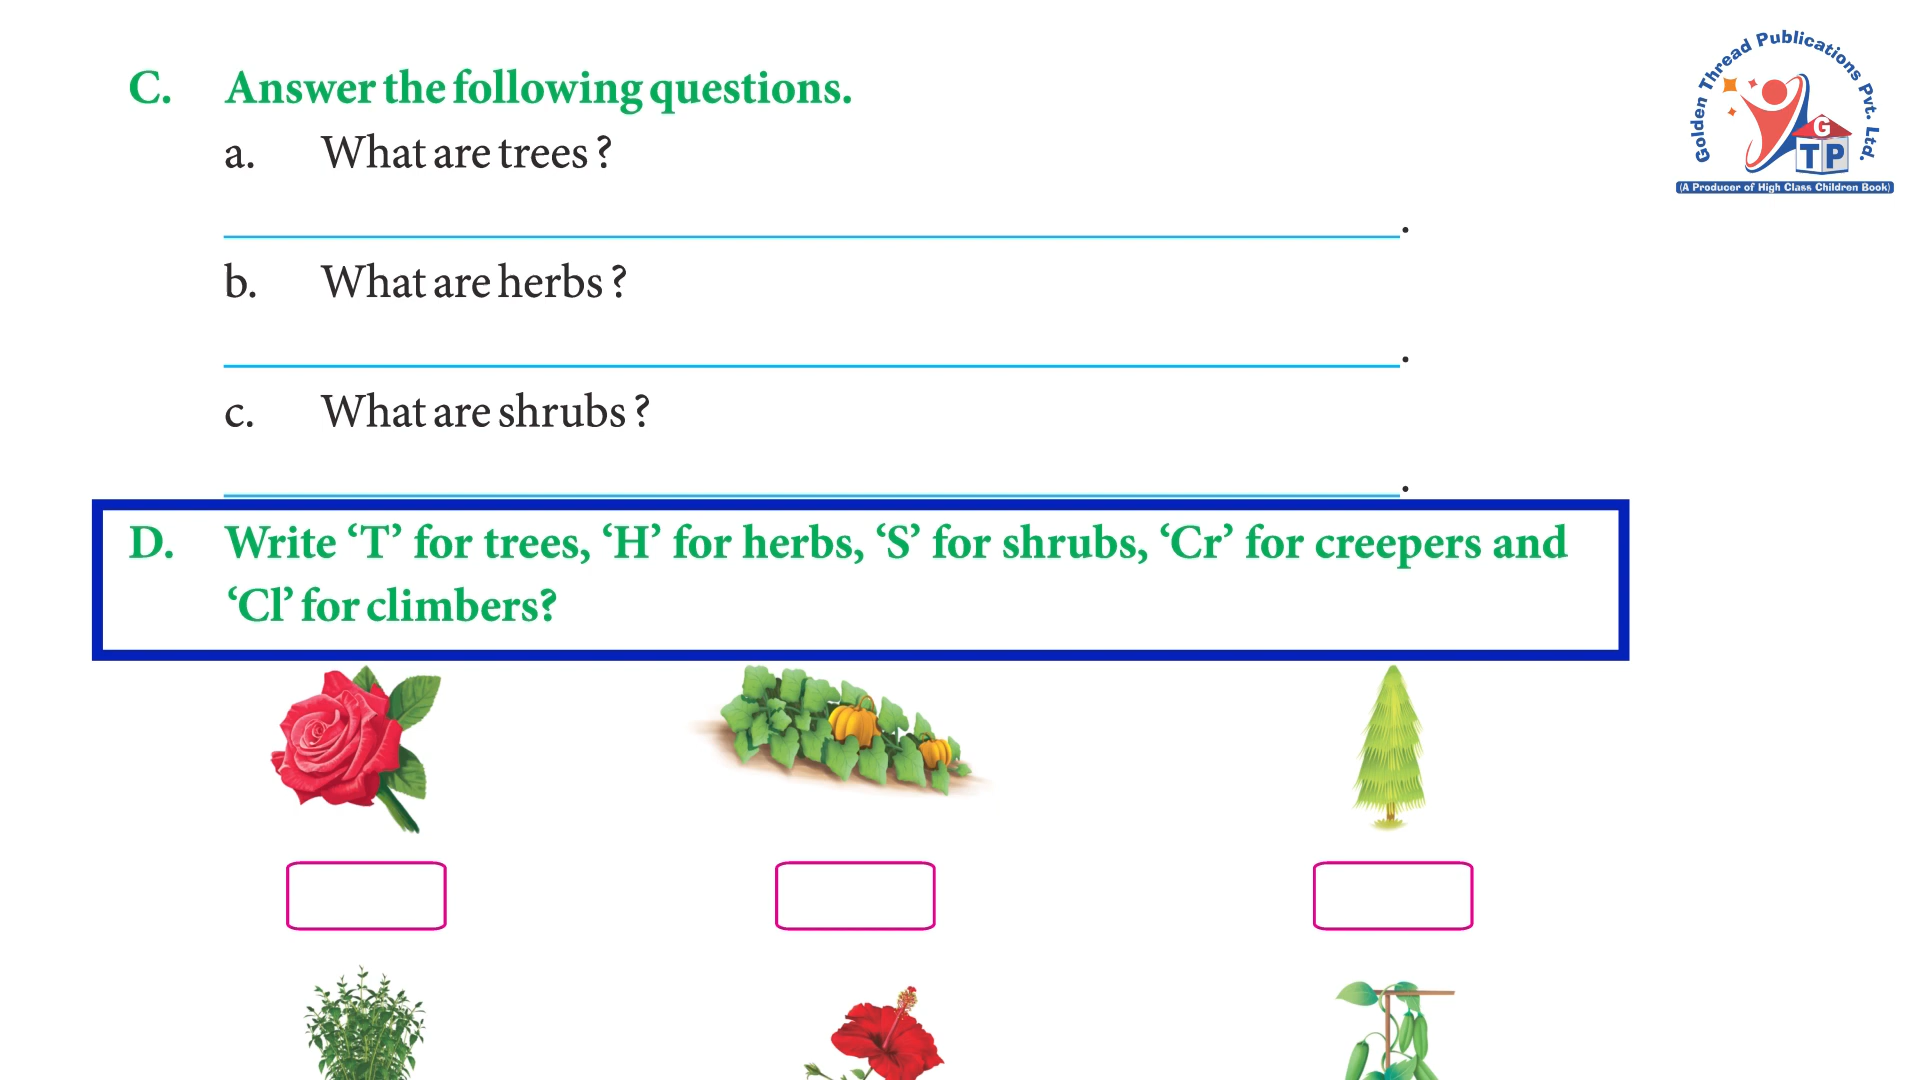 Golden Thread Publications Pvt. Ltd.
G
T P
(A Producer of High Class Children Book)
C. Answer the following questions.
a. What are trees ?
.
b. What are herbs ?
.
c. What are shrubs ?
.
D. Write ‘T’ for trees, ‘H’ for herbs, ‘S’ for shrubs, ‘Cr’ for creepers and
‘Cl’ for climbers?